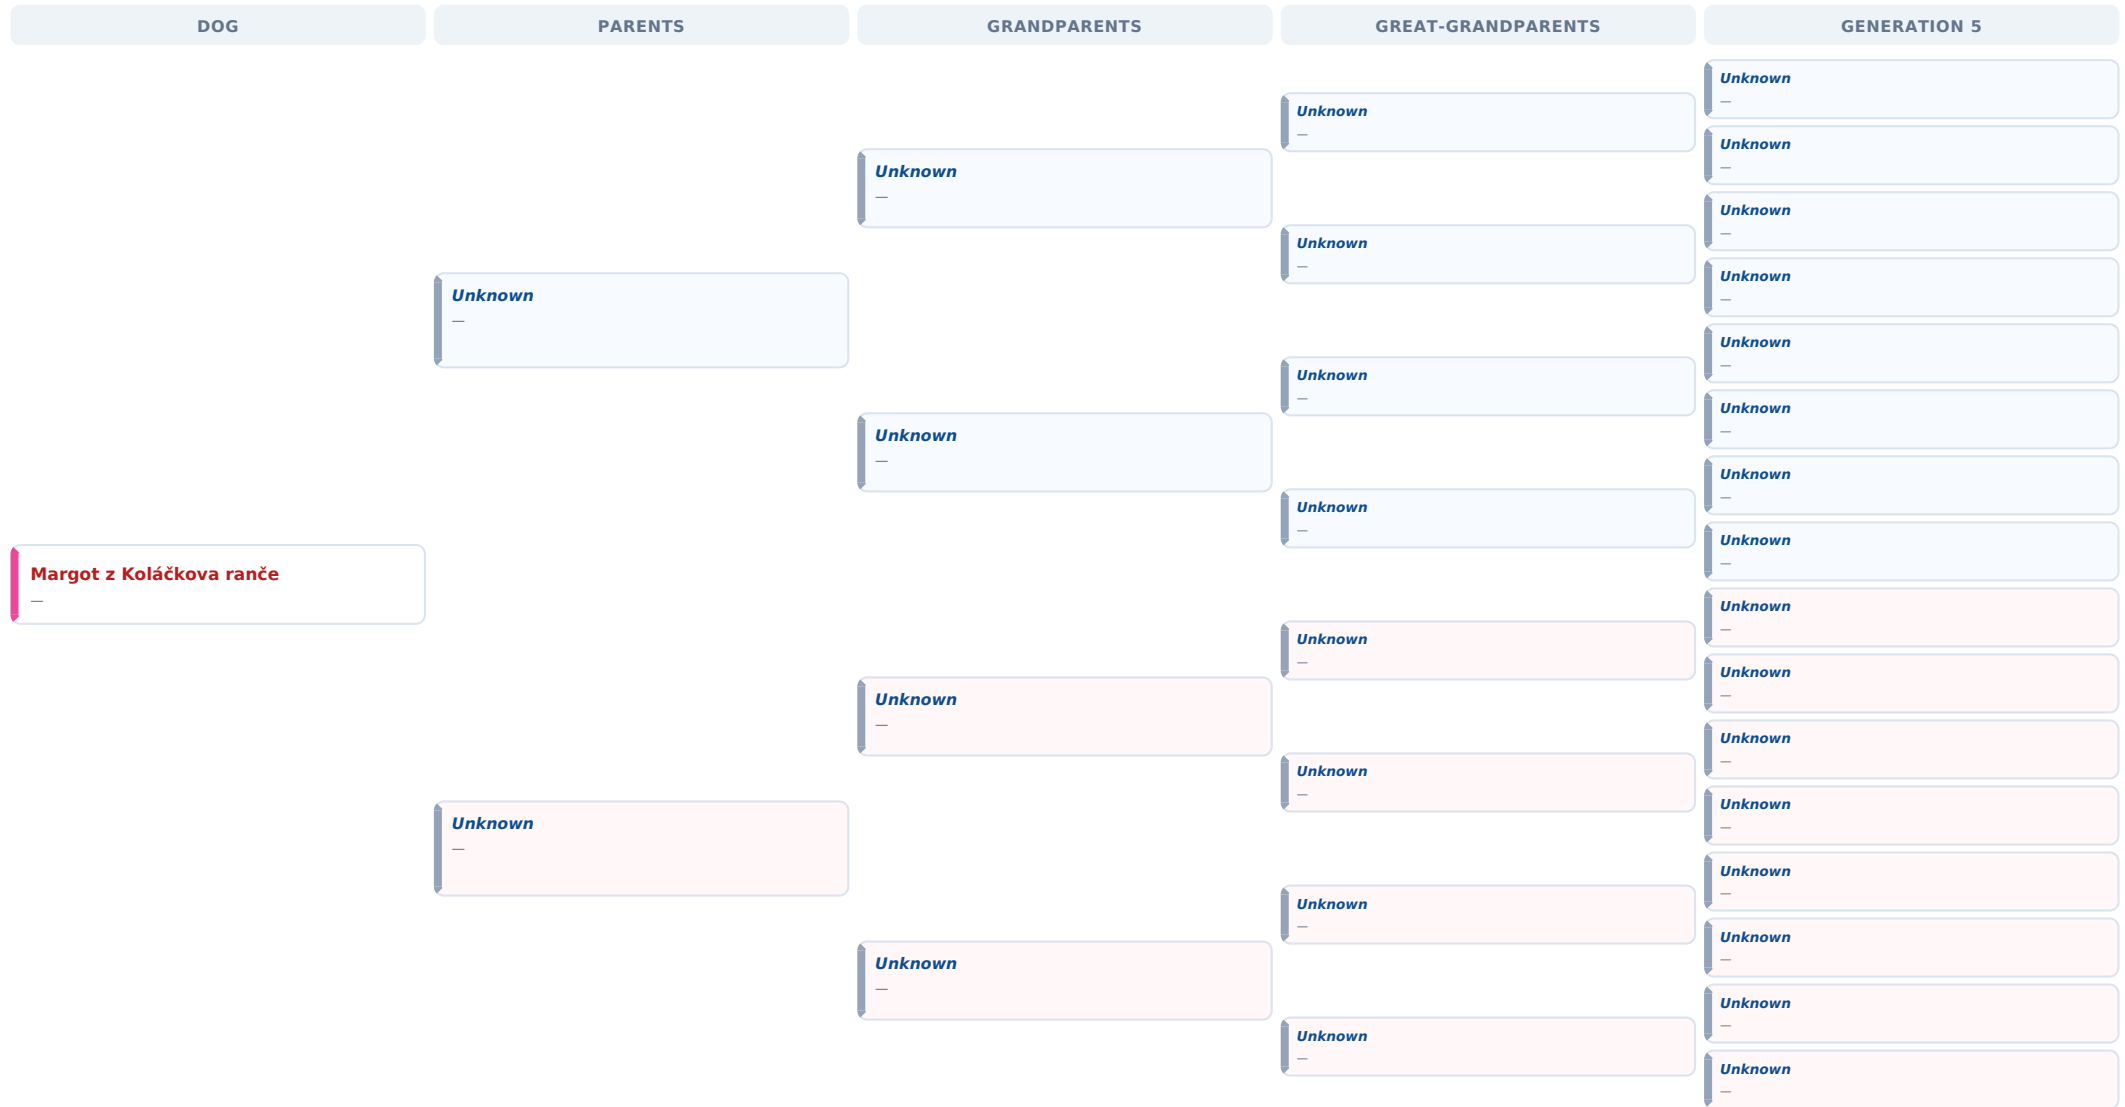 DOG
PARENTS
GRANDPARENTS
GREAT-GRANDPARENTS
GENERATION 5
Margot z Koláčkova ranče
—
Unknown
—
Unknown
—
Unknown
—
Unknown
—
Unknown
—
Unknown
—
Unknown
—
Unknown
—
Unknown
—
Unknown
—
Unknown
—
Unknown
—
Unknown
—
Unknown
—
Unknown
—
Unknown
—
Unknown
—
Unknown
—
Unknown
—
Unknown
—
Unknown
—
Unknown
—
Unknown
—
Unknown
—
Unknown
—
Unknown
—
Unknown
—
Unknown
—
Unknown
—
Unknown
—